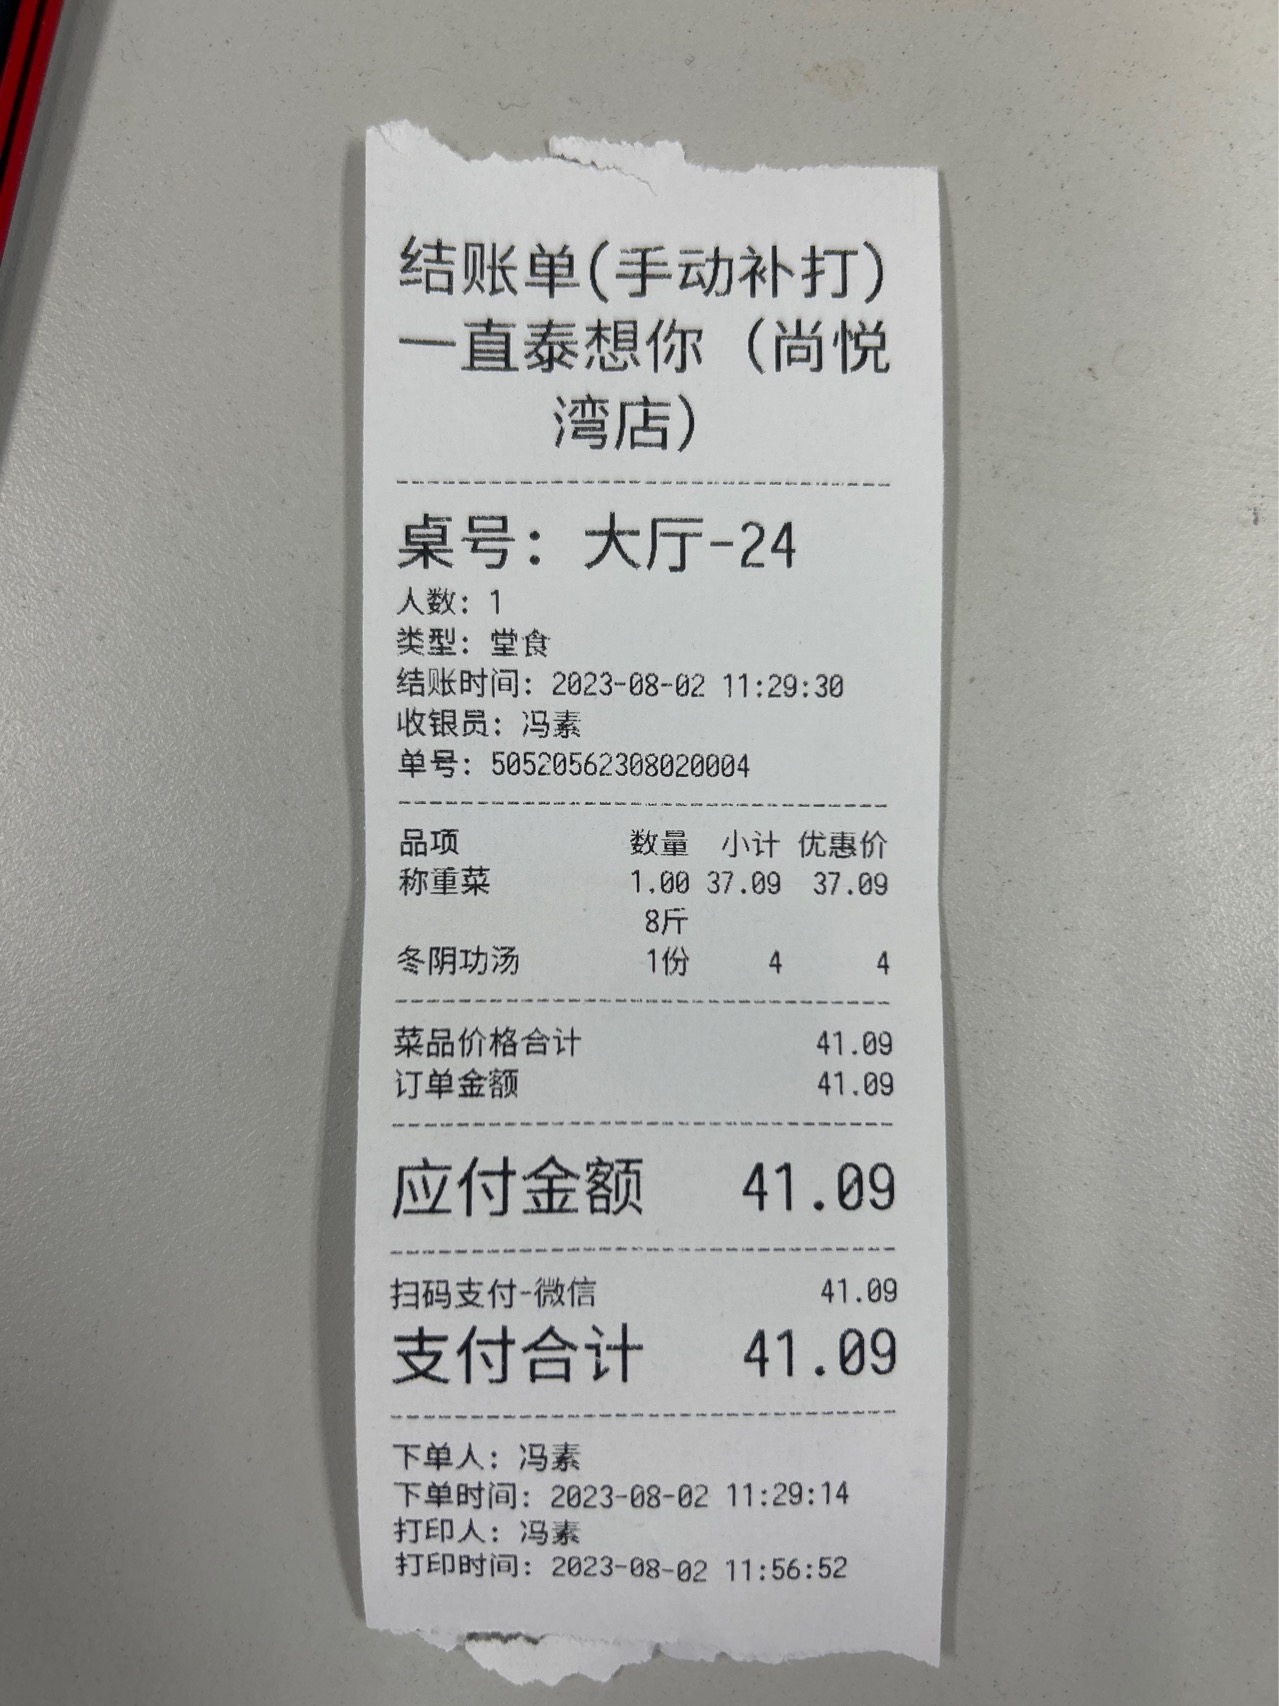 结账单(手动补打)
一直泰想你（尚悦
湾店）
桌号：大厅-24
人数：1
类型：堂食
结账时间：2023-08-02 11:29:30
收银员：冯素
单号：50520562308020004
品项 数量 小计 优惠价
称重菜 1.00 37.09 37.09
8斤
冬阴功汤 1份 4 4
菜品价格合计 41.09
订单金额 41.09
应付金额 41.09
扫码支付-微信 41.09
支付合计 41.09
下单人：冯素
下单时间：2023-08-02 11:29:14
打印人：冯素
打印时间：2023-08-02 11:56:52